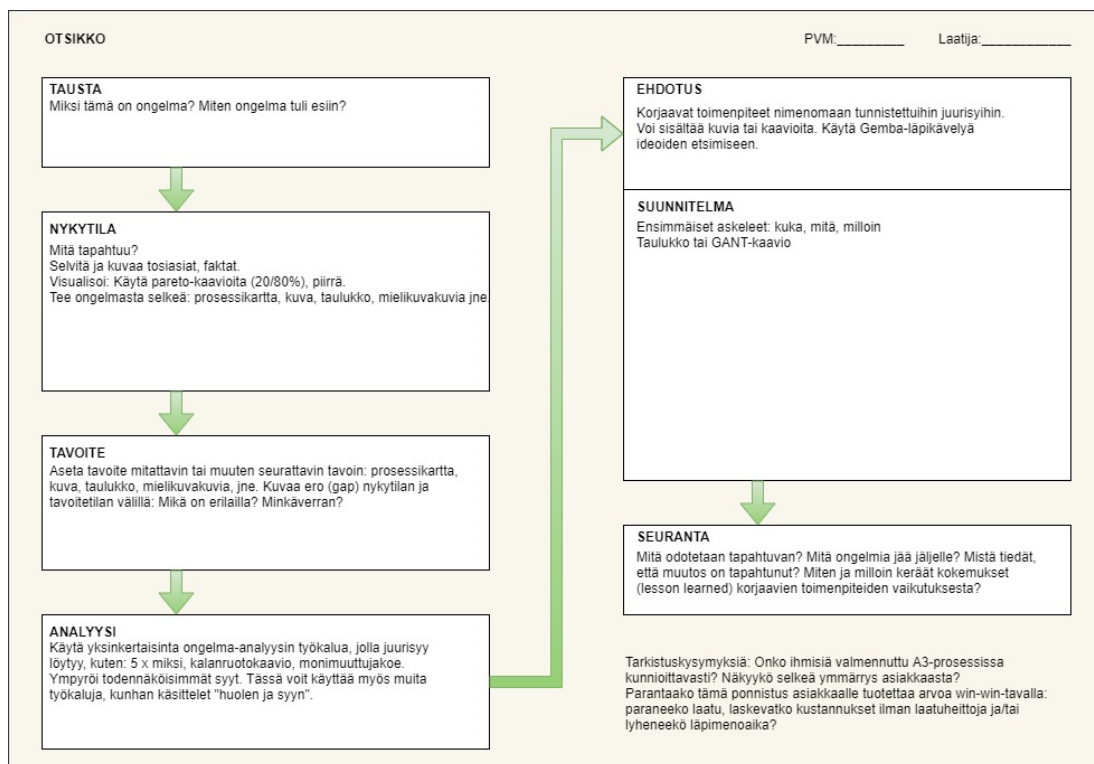 OTSIKKO
PVM:_________ Laatija:____________
TAUSTA
Miksi tämä on ongelma? Miten ongelma tuli esiin?
NYKYTILA
Mitä tapahtuu?
Selvitä ja kuvaa tosiasiat, faktat.
Visualisoi: Käytä pareto-kaavioita (20/80%), piirrä.
Tee ongelmasta selkeä: prosessikartta, kuva, taulukko, mielikuvakuvia jne.
TAVOITE
Aseta tavoite mitattavin tai muuten seurattavin tavoin: prosessikartta,
kuva, taulukko, mielikuvakuvia, jne. Kuvaa ero (gap) nykytilan ja
tavoitetilan välillä: Mikä on erilailla? Minkäverran?
ANALYYSI
Käytä yksinkertaisinta ongelma-analyysin työkalua, jolla juurisyy
löytyy, kuten: 5 x miksi, kalanruotokaavio, monimuuttujakoe.
Ympyröi todennäköisimmät syyt. Tässä voit käyttää myös muita
työkaluja, kunhan käsittelet "huolen ja syyn".
EHDOTUS
Korjaavat toimenpiteet nimenomaan tunnistettuihin juurisyihin.
Voi sisältää kuvia tai kaavioita. Käytä Gemba-läpikävelyä
ideoiden etsimiseen.
SUUNNITELMA
Ensimmäiset askeleet: kuka, mitä, milloin
Taulukko tai GANT-kaavio
SEURANTA
Mitä odotetaan tapahtuvan? Mitä ongelmia jää jäljelle? Mistä tiedät,
että muutos on tapahtunut? Miten ja milloin keräät kokemukset
(lesson learned) korjaavien toimenpiteiden vaikutuksesta?
Tarkistuskysymyksiä: Onko ihmisiä valmennuttu A3-prosessissa
kunnioittavasti? Näkyykö selkeä ymmärrys asiakkaasta?
Parantaako tämä ponnistus asiakkaalle tuotettaa arvoa win-win-tavalla:
paraneeko laatu, laskevatko kustannukset ilman laatuheittoja ja/tai
lyheneekö läpimenoaika?